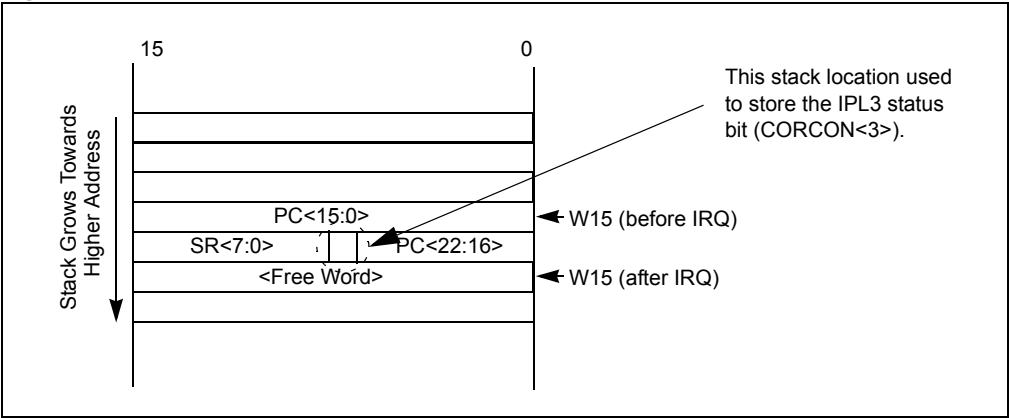 15
0
This stack location used
to store the IPL3 status
bit (CORCON<3>).
Stack Grows Towards
Higher Address
PC<15:0>
W15 (before IRQ)
SR<7:0>
PC<22:16>
<Free Word>
W15 (after IRQ)